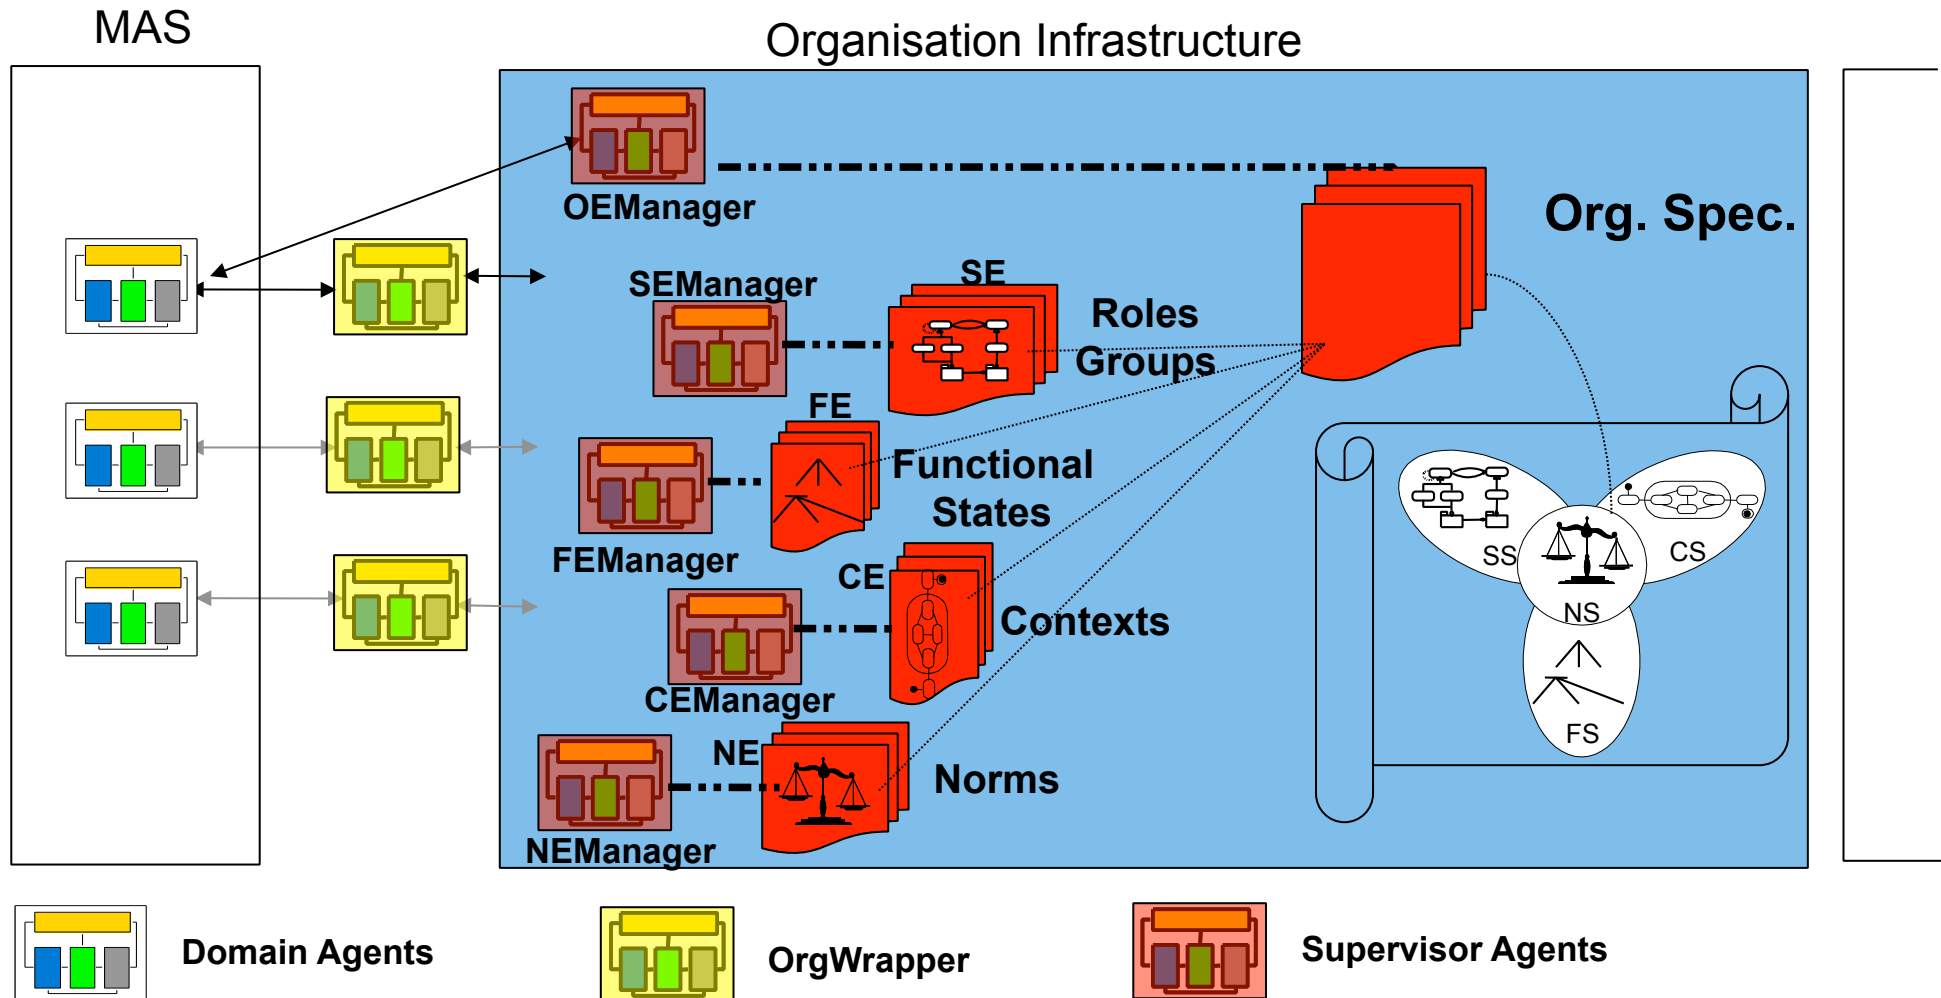 MAS
Organisation Infrastructure
OEManager
Org. Spec.
SEManager
SE
Roles
Groups
FE
Functional
States
FEManager
CE
Contexts
CEManager
NE
Norms
NEManager
SS
CS
NS
FS
Domain Agents
OrgWrapper
Supervisor Agents